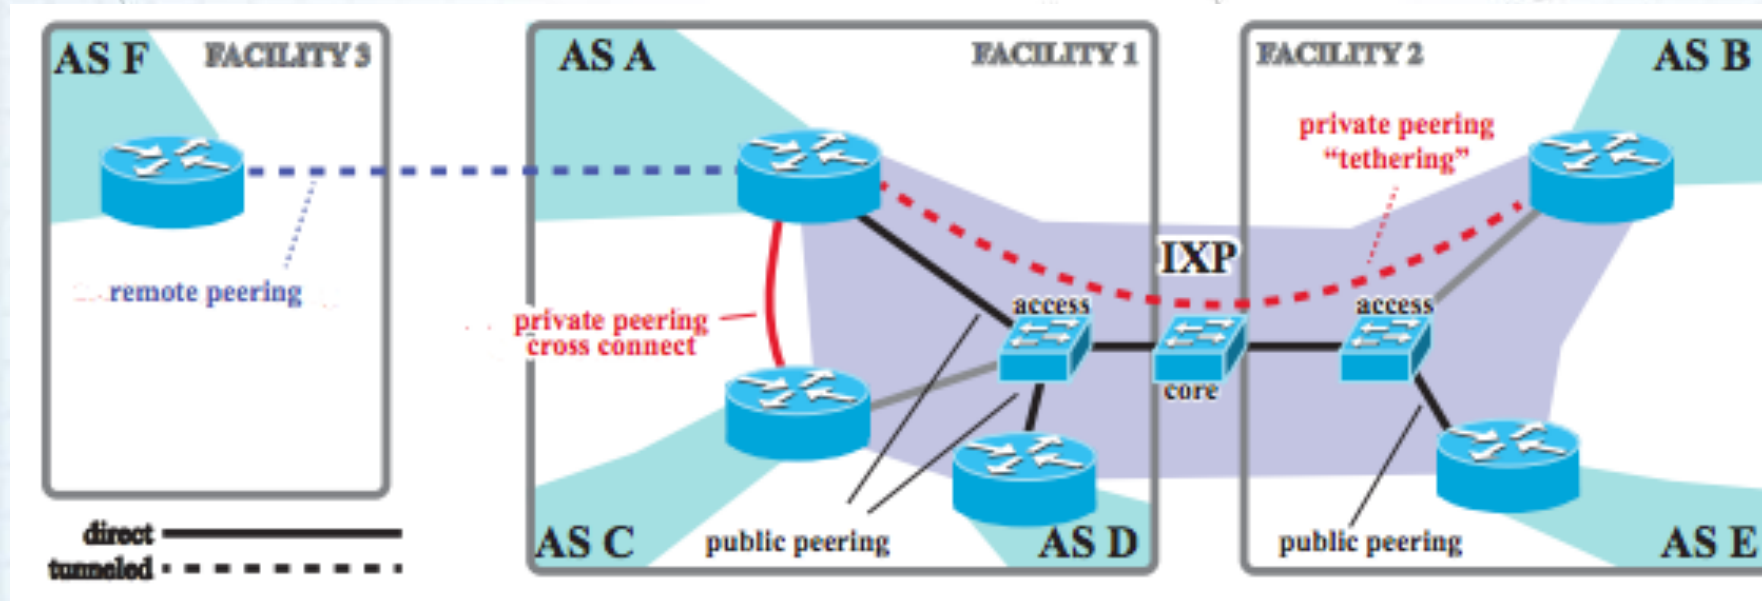 AS F
FACILITY 3
AS A
FACILITY 1
FACILITY 2
AS B
private peering
“tethering”
IXP
remote peering
access
access
private peering
cross connect
core
direct
tunneled
AS C
public peering
AS D
public peering
AS E